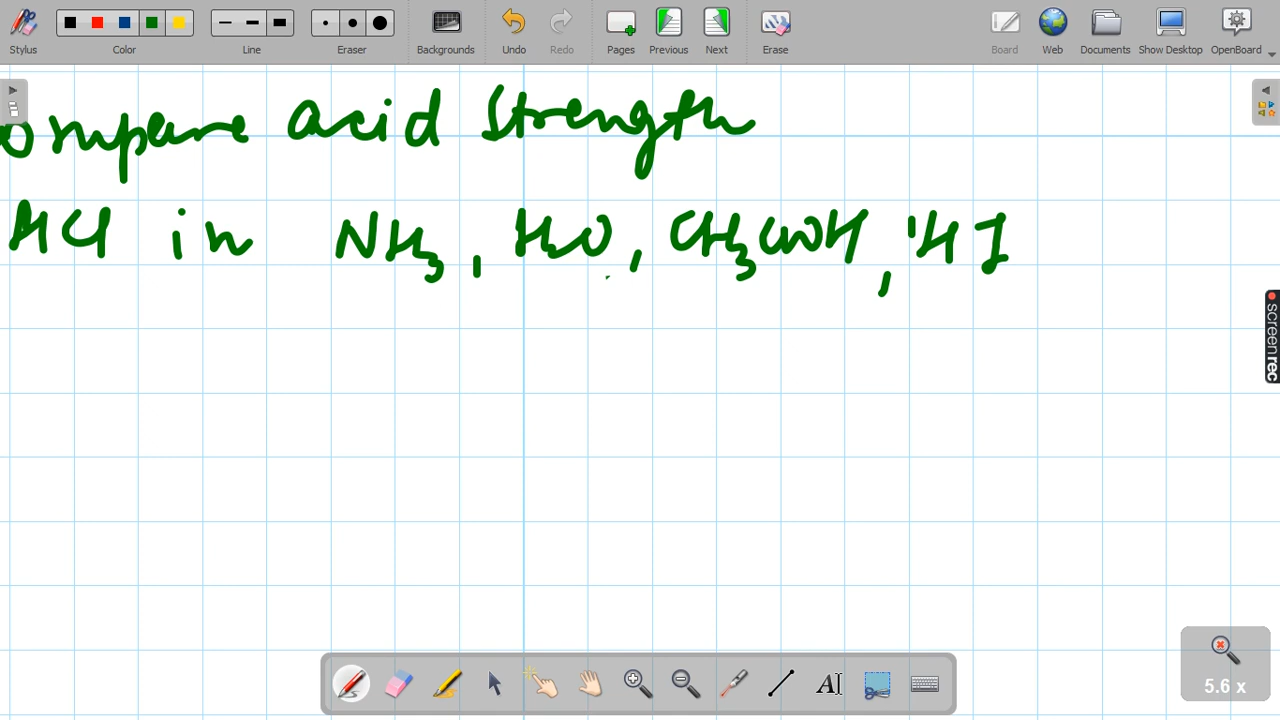 Stylus Color Line Eraser Backgrounds Undo Redo Pages Previous Next Erase Board Web Documents Show Desktop OpenBoard
ompare acid strength
HCl in NH3, H2O, CH3COOH, HI
screenrec
5.6 x